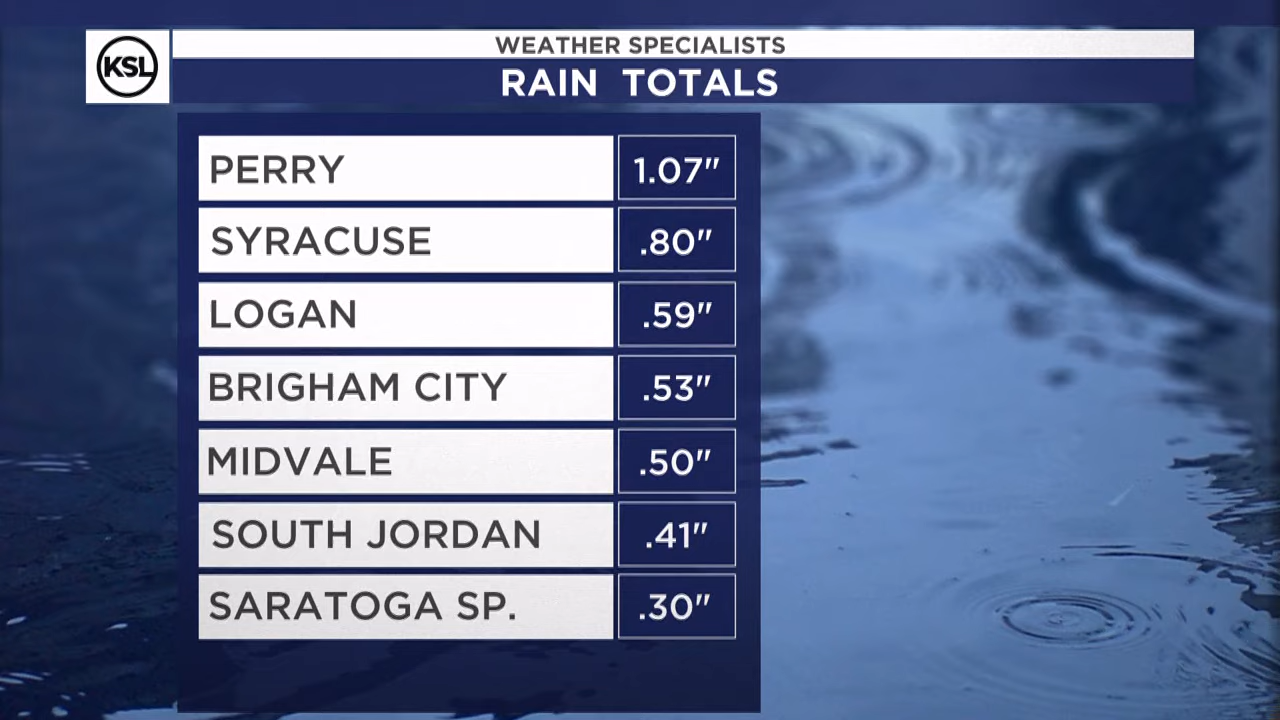 KSL
WEATHER SPECIALISTS
RAIN TOTALS
PERRY 1.07"
SYRACUSE .80"
LOGAN .59"
BRIGHAM CITY .53"
MIDVALE .50"
SOUTH JORDAN .41"
SARATOGA SP. .30"